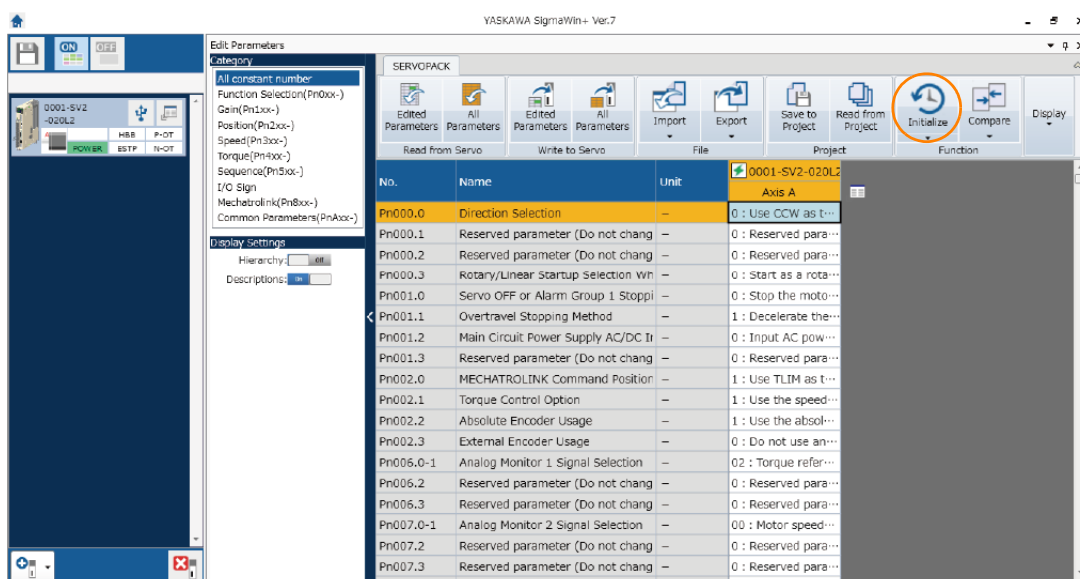 YASKAWA SigmaWin+ Ver.7
ON OFF
0001-SV2
-020L2
HBB P-OT
POWER ESTP N-OT
Edit Parameters
Category
All constant number
Function Selection(Pn0xx-)
Gain(Pn1xx-)
Position(Pn2xx-)
Speed(Pn3xx-)
Torque(Pn4xx-)
Sequence(Pn5xx-)
I/O Sign
Mechatrolink(Pn8xx-)
Common Parameters(PnAxx-)
Display Settings
Hierarchy: Off
Descriptions: ON
SERVOPACK
Edited Parameters
All Parameters
Read from Servo
Edited Parameters
All Parameters
Write to Servo
Import
Export
File
Save to Project
Read from Project
Project
Initialize
Compare
Function
Display
No. Name Unit 0001-SV2-020L2
Axis A
Pn000.0 Direction Selection – 0 : Use CCW as t···
Pn000.1 Reserved parameter (Do not chang – 0 : Reserved para···
Pn000.2 Reserved parameter (Do not chang – 0 : Reserved para···
Pn000.3 Rotary/Linear Startup Selection Wh – 0 : Start as a rota···
Pn001.0 Servo OFF or Alarm Group 1 Stoppi – 0 : Stop the moto···
Pn001.1 Overtravel Stopping Method – 1 : Decelerate the···
Pn001.2 Main Circuit Power Supply AC/DC Ir – 0 : Input AC pow···
Pn001.3 Reserved parameter (Do not chang – 0 : Reserved para···
Pn002.0 MECHATROLINK Command Position – 1 : Use TLIM as t···
Pn002.1 Torque Control Option – 1 : Use the speed···
Pn002.2 Absolute Encoder Usage – 1 : Use the absol···
Pn002.3 External Encoder Usage – 0 : Do not use an···
Pn006.0-1 Analog Monitor 1 Signal Selection – 02 : Torque refer···
Pn006.2 Reserved parameter (Do not chang – 0 : Reserved para···
Pn006.3 Reserved parameter (Do not chang – 0 : Reserved para···
Pn007.0-1 Analog Monitor 2 Signal Selection – 00 : Motor speed···
Pn007.2 Reserved parameter (Do not chang – 0 : Reserved para···
Pn007.3 Reserved parameter (Do not chang – 0 : Reserved para···